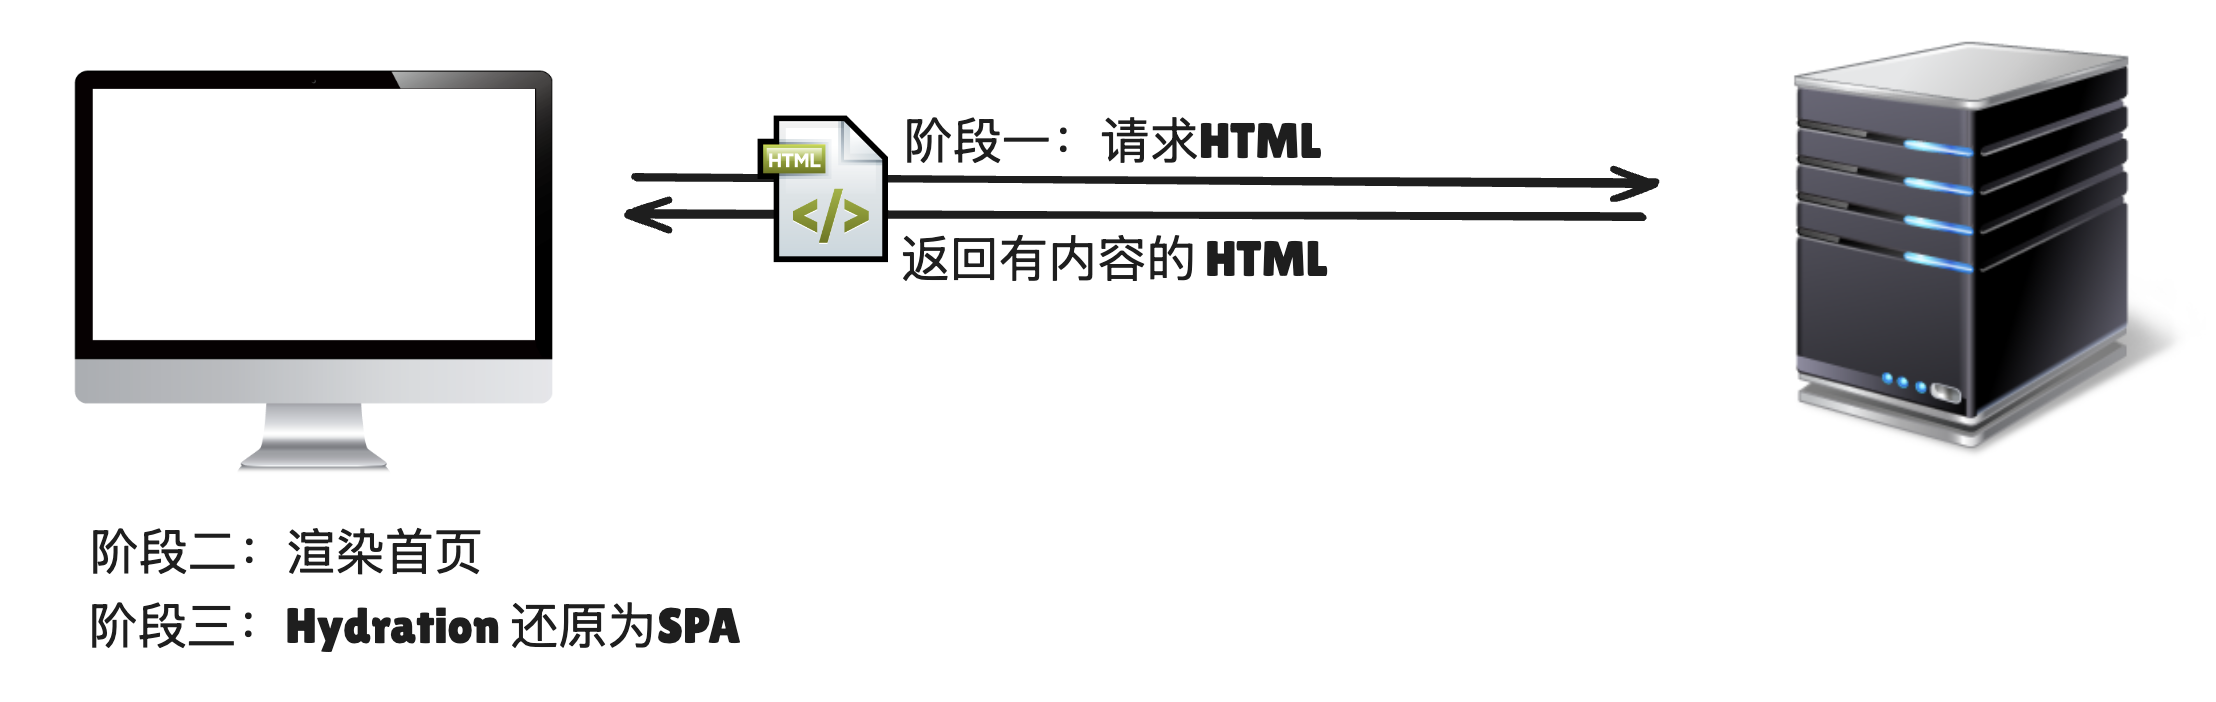 阶段一：请求HTML
HTML
</>
返回有内容的 HTML
阶段二：渲染首页
阶段三：Hydration 还原为SPA